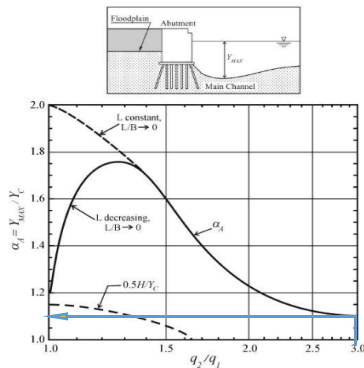 Floodplain
Abutment
Y_MAX
Main Channel
2.0
L constant,
L/B → 0
1.8
α_A = Y_MAX / Y_C
1.6
L decreasing,
L/B → 0
α_A
1.4
1.2
0.5H/Y_C
1.0
1.0
1.5
2.0
2.5
3.0
q_2/q_1